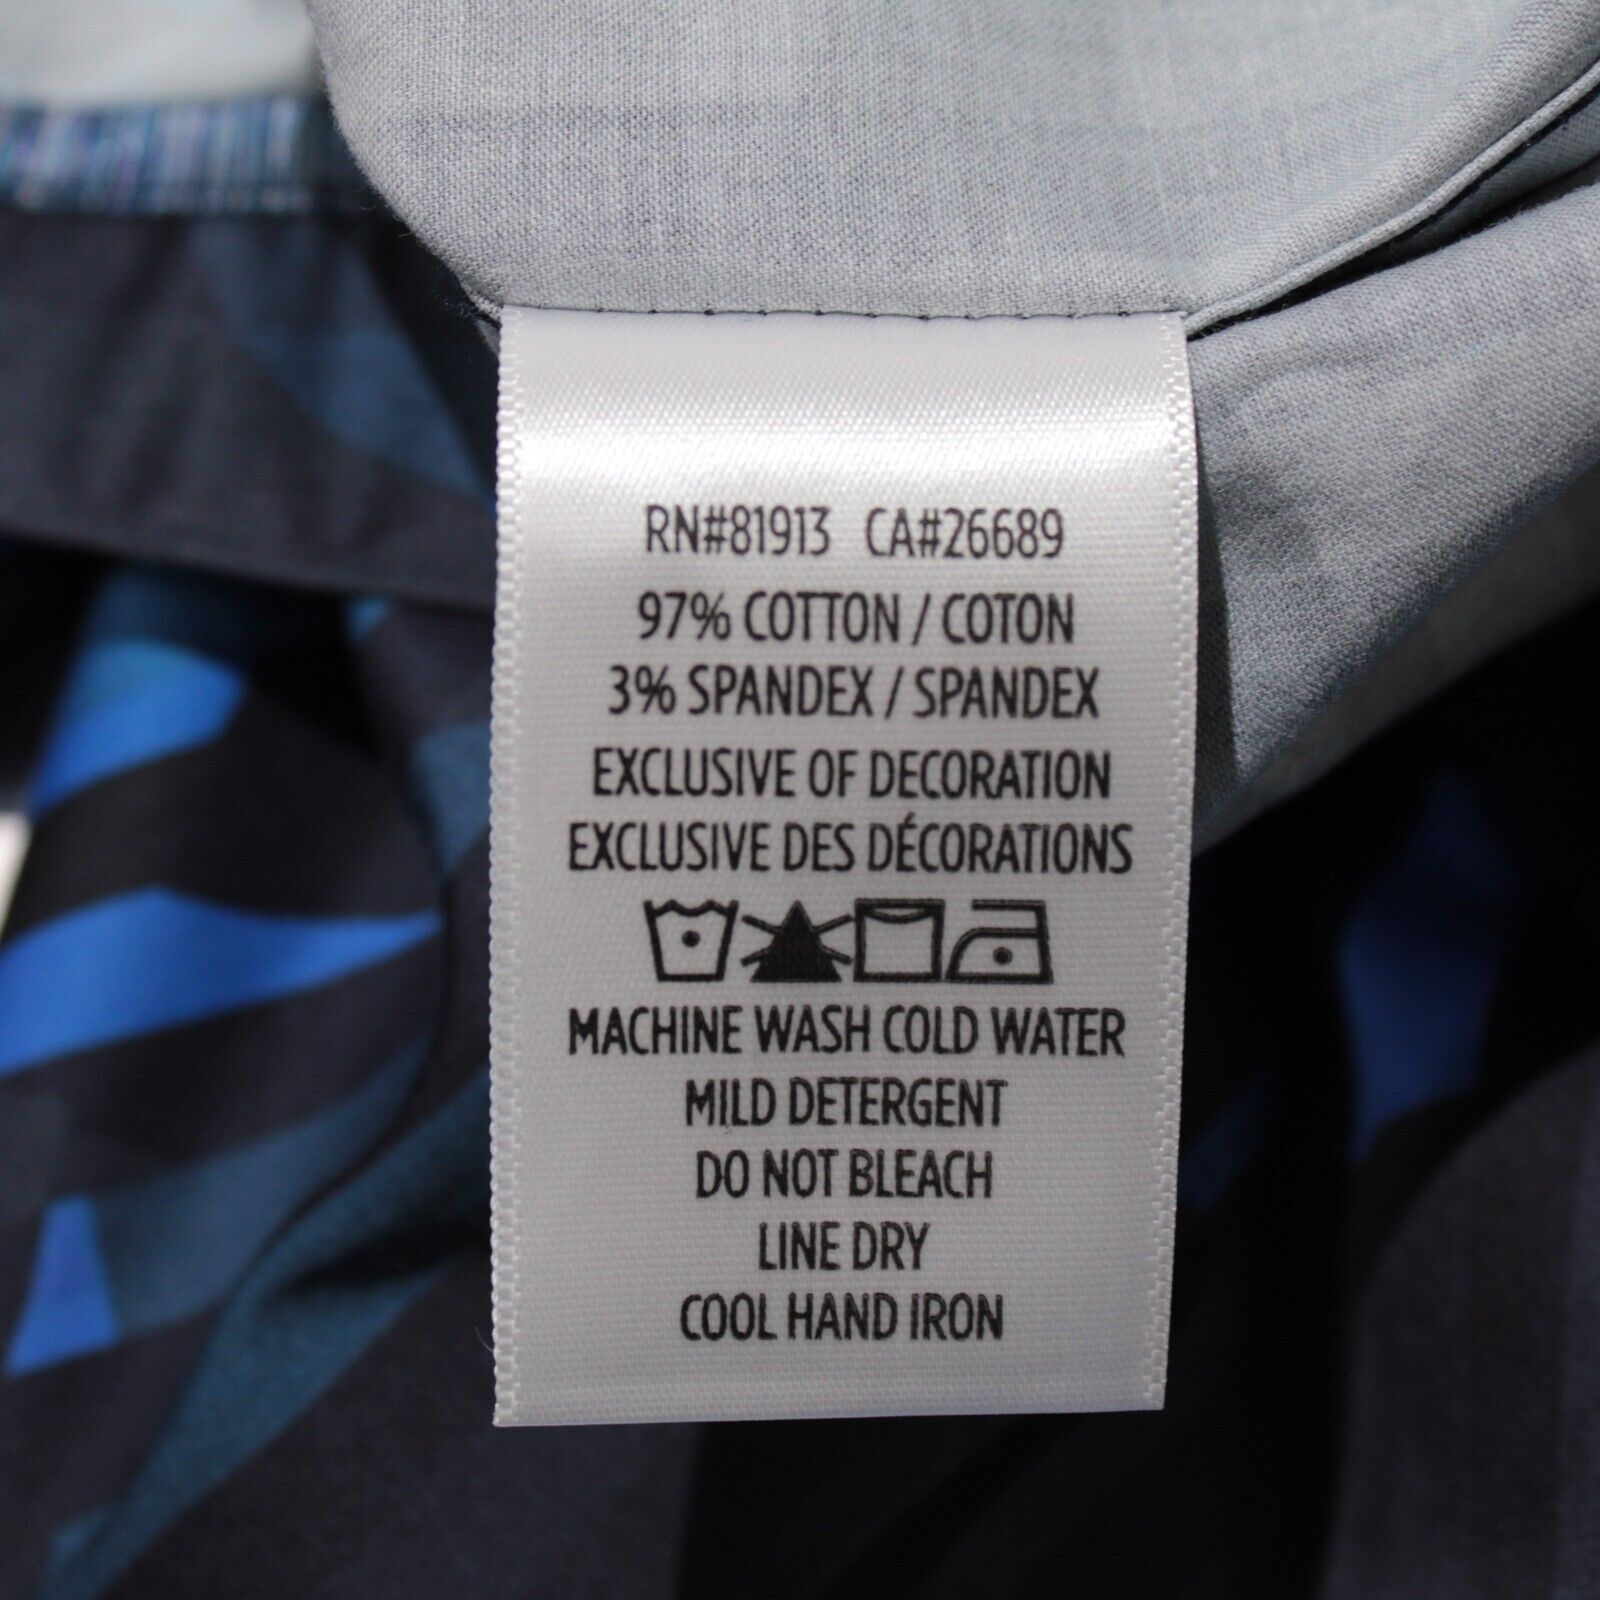 RN#81913 CA#26689
97% COTTON / COTON
3% SPANDEX / SPANDEX
EXCLUSIVE OF DECORATION
EXCLUSIVE DES DÉCORATIONS
MACHINE WASH COLD WATER
MILD DETERGENT
DO NOT BLEACH
LINE DRY
COOL HAND IRON